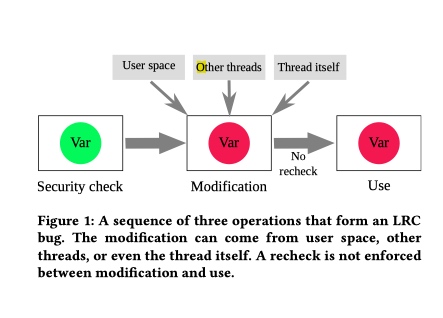 User space
Other threads
Thread itself
Var
Var
Var
No
recheck
Security check
Modification
Use
Figure 1: A sequence of three operations that form an LRC
bug. The modification can come from user space, other
threads, or even the thread itself. A recheck is not enforced
between modification and use.